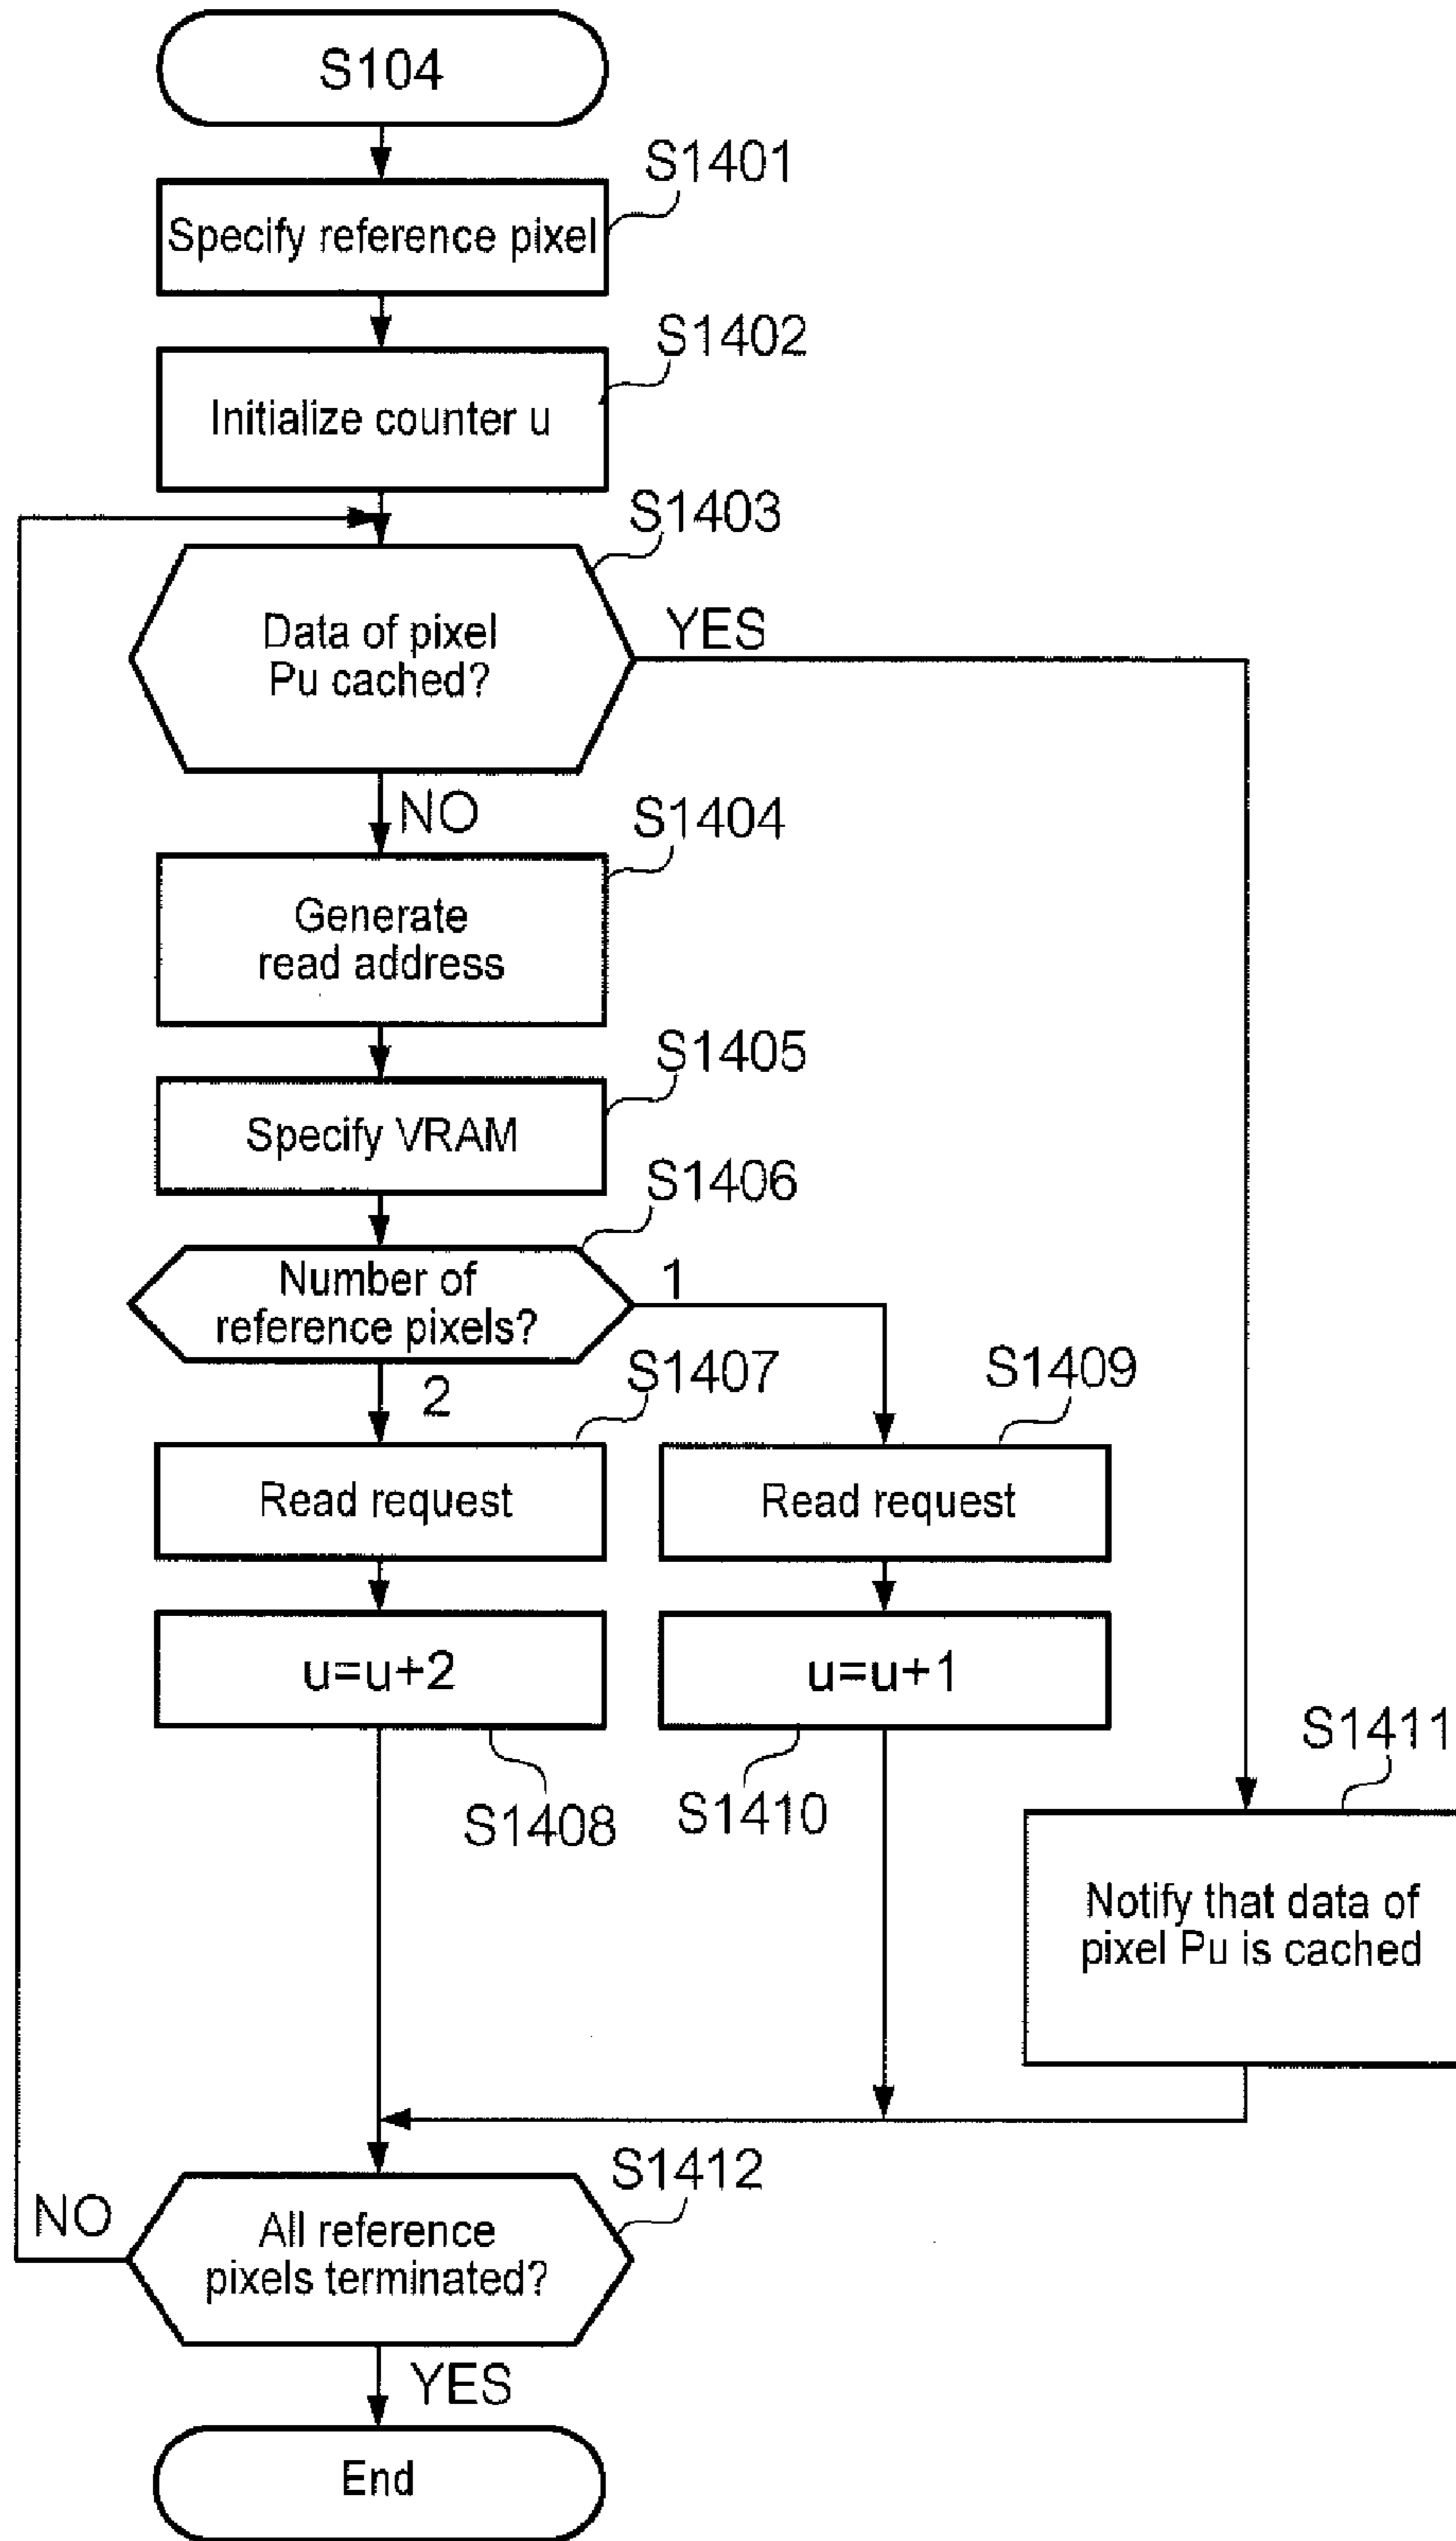 S104
S1401
Specify reference pixel
S1402
Initialize counter u
S1403
Data of pixel
Pu cached?
YES
NO
S1404
Generate
read address
S1405
Specify VRAM
S1406
Number of
reference pixels?
1
2
S1407
S1409
Read request
Read request
u=u+2
u=u+1
S1408
S1410
S1411
Notify that data of
pixel Pu is cached
S1412
All reference
pixels terminated?
NO
YES
End